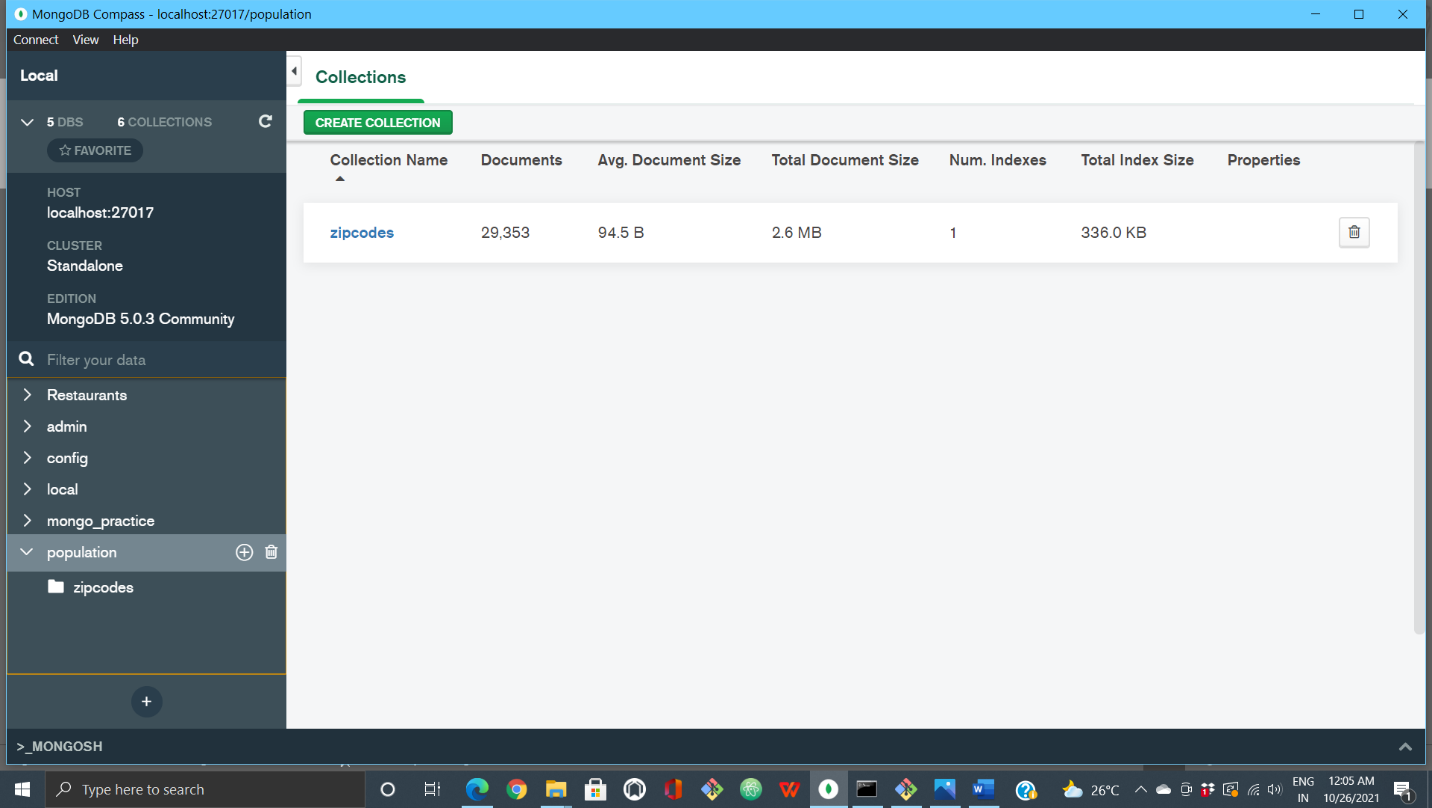 MongoDB Compass - localhost:27017/population
Connect View Help
Local
5 DBS 6 COLLECTIONS
FAVORITE
HOST
localhost:27017
CLUSTER
Standalone
EDITION
MongoDB 5.0.3 Community
Filter your data
Restaurants
admin
config
local
mongo_practice
population
zipcodes
+
>_MONGOSH
Collections
CREATE COLLECTION
Collection Name Documents Avg. Document Size Total Document Size Num. Indexes Total Index Size Properties
zipcodes 29,353 94.5 B 2.6 MB 1 336.0 KB
Type here to search
26°C
ENG
IN
12:05 AM
10/26/2021
1